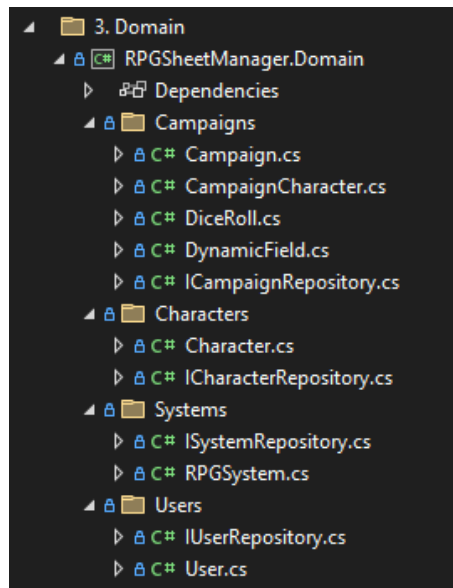 3. Domain
C# RPGSheetManager.Domain
Dependencies
Campaigns
C# Campaign.cs
C# CampaignCharacter.cs
C# DiceRoll.cs
C# DynamicField.cs
C# ICampaignRepository.cs
Characters
C# Character.cs
C# ICharacterRepository.cs
Systems
C# ISystemRepository.cs
C# RPGSystem.cs
Users
C# IUserRepository.cs
C# User.cs